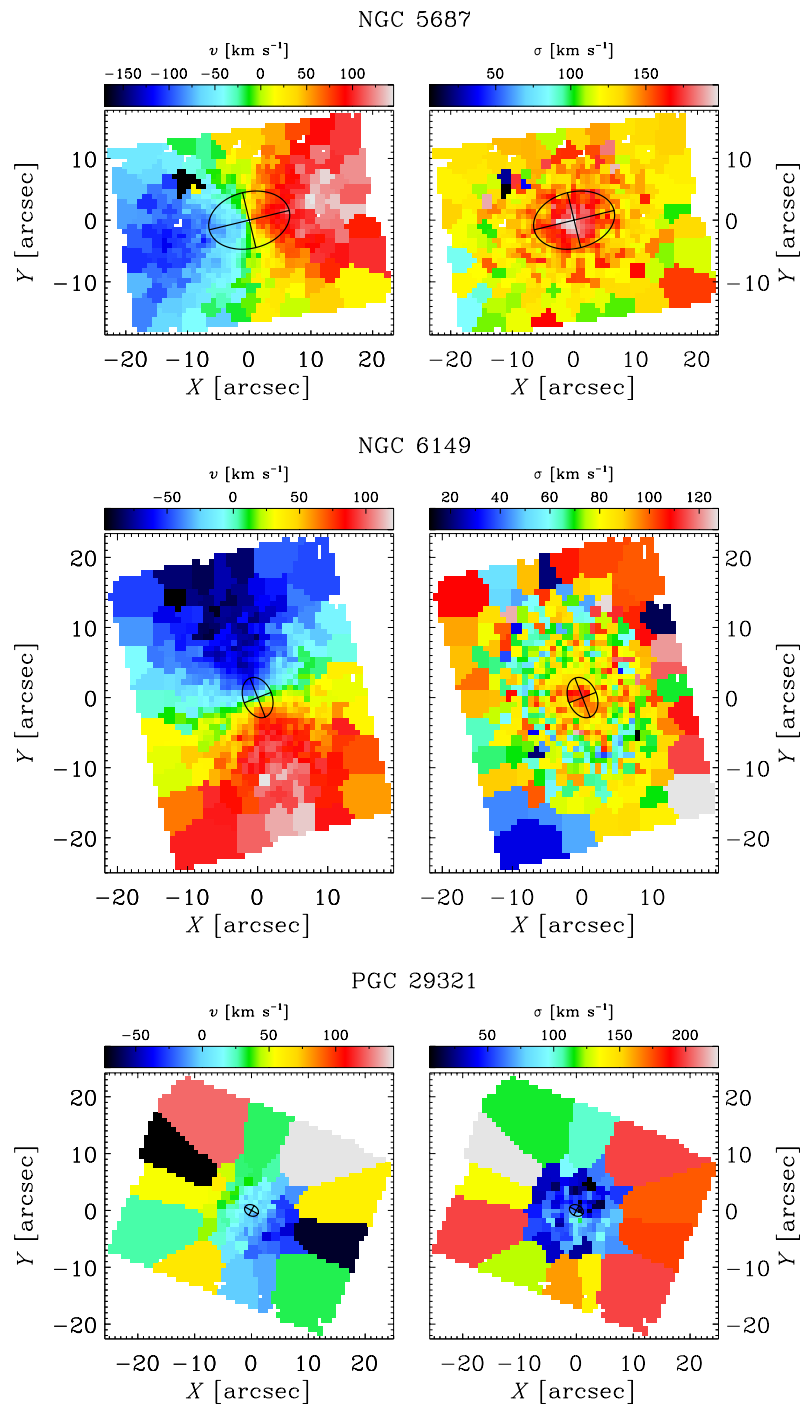 NGC 5687
v [km s⁻¹] σ [km s⁻¹]
−150 −100 −50 0 50 100 50 100 150
10 10
0 0
−10 −10
Y [arcsec] Y [arcsec]
−20 −10 0 10 20 −20 −10 0 10 20
X [arcsec] X [arcsec]
NGC 6149
v [km s⁻¹] σ [km s⁻¹]
−50 0 50 100 20 40 60 80 100 120
20 20
10 10
0 0
−10 −10
−20 −20
Y [arcsec] Y [arcsec]
−20 −10 0 10 −20 −10 0 10
X [arcsec] X [arcsec]
PGC 29321
v [km s⁻¹] σ [km s⁻¹]
−50 0 50 100 50 100 150 200
20 20
10 10
0 0
−10 −10
−20 −20
Y [arcsec] Y [arcsec]
−20 −10 0 10 20 −20 −10 0 10 20
X [arcsec] X [arcsec]